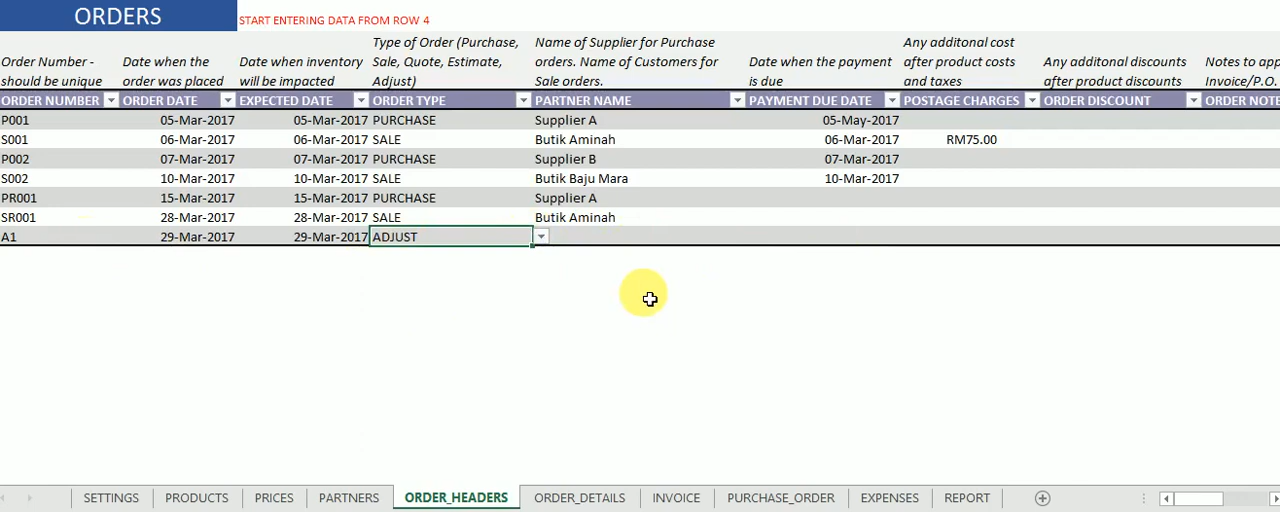 ORDERS
START ENTERING DATA FROM ROW 4
Order Number - should be unique
Date when the order was placed
Date when inventory will be impacted
Type of Order (Purchase, Sale, Quote, Estimate, Adjust)
Name of Supplier for Purchase orders. Name of Customers for Sale orders.
Date when the payment is due
Any additonal cost after product costs and taxes
Any additonal discounts after product discounts
Notes to app Invoice/P.O.
ORDER NUMBER ORDER DATE EXPECTED DATE ORDER TYPE PARTNER NAME PAYMENT DUE DATE POSTAGE CHARGES ORDER DISCOUNT ORDER NOTE
P001 05-Mar-2017 05-Mar-2017 PURCHASE Supplier A 05-May-2017
S001 06-Mar-2017 06-Mar-2017 SALE Butik Aminah 06-Mar-2017 RM75.00
P002 07-Mar-2017 07-Mar-2017 PURCHASE Supplier B 07-Mar-2017
S002 10-Mar-2017 10-Mar-2017 SALE Butik Baju Mara 10-Mar-2017
PR001 15-Mar-2017 15-Mar-2017 PURCHASE Supplier A
SR001 28-Mar-2017 28-Mar-2017 SALE Butik Aminah
A1 29-Mar-2017 29-Mar-2017 ADJUST
SETTINGS PRODUCTS PRICES PARTNERS ORDER_HEADERS ORDER_DETAILS INVOICE PURCHASE_ORDER EXPENSES REPORT